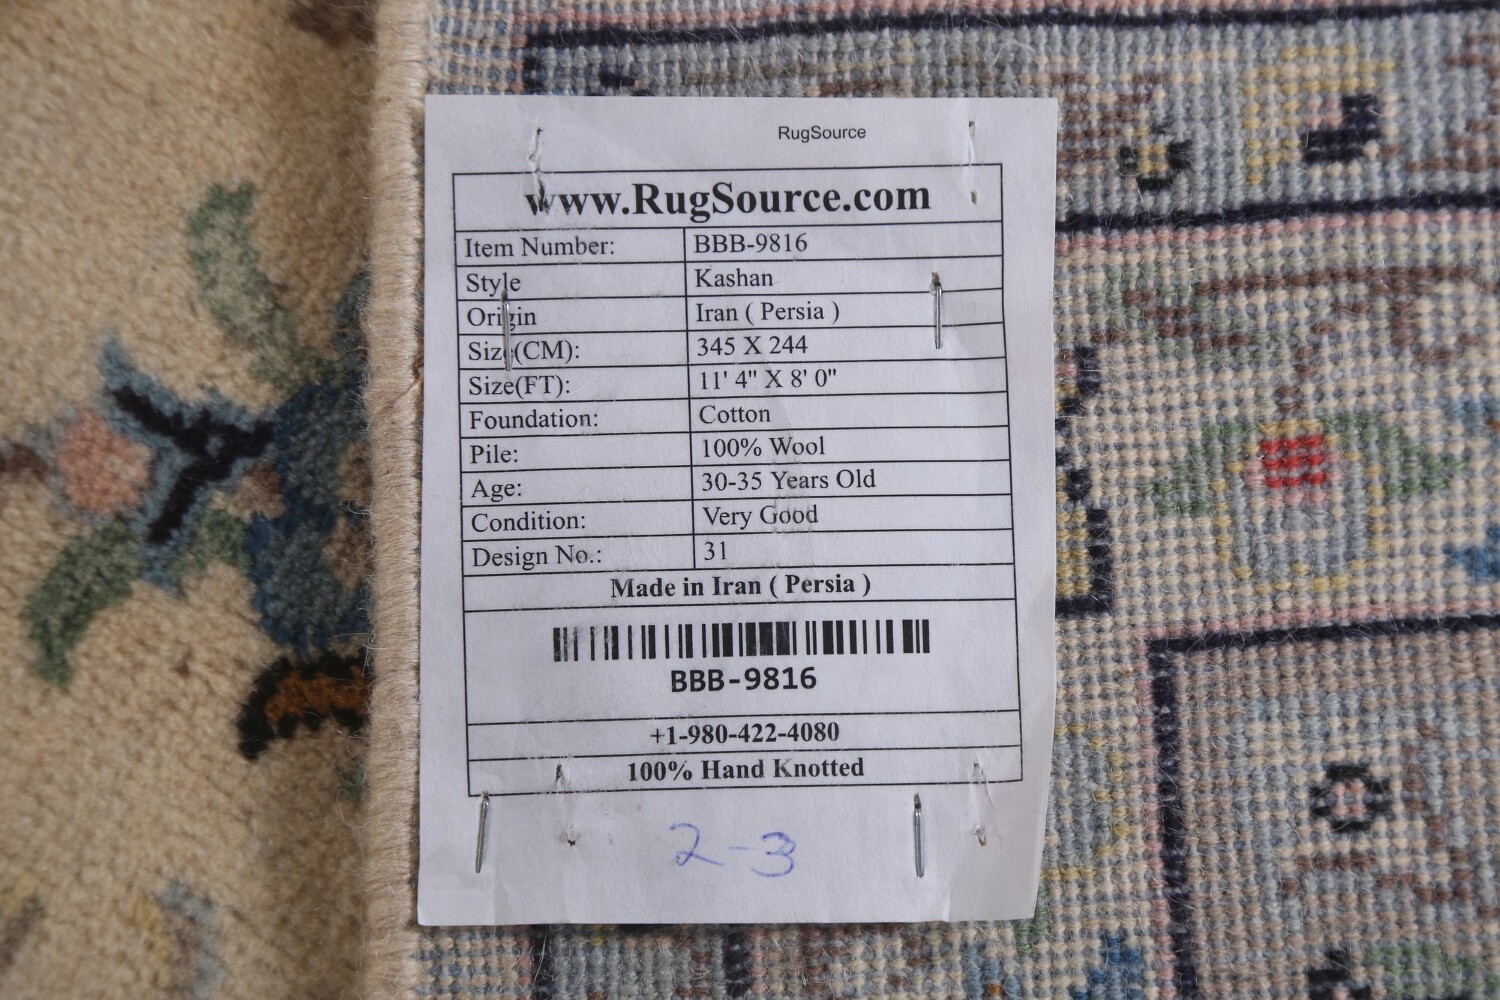 RugSource
www.RugSource.com
Item Number: BBB-9816
Style Kashan
Origin Iran ( Persia )
Size(CM): 345 X 244
Size(FT): 11' 4" X 8' 0"
Foundation: Cotton
Pile: 100% Wool
Age: 30-35 Years Old
Condition: Very Good
Design No.: 31
Made in Iran ( Persia )
BBB-9816
+1-980-422-4080
100% Hand Knotted
2-3